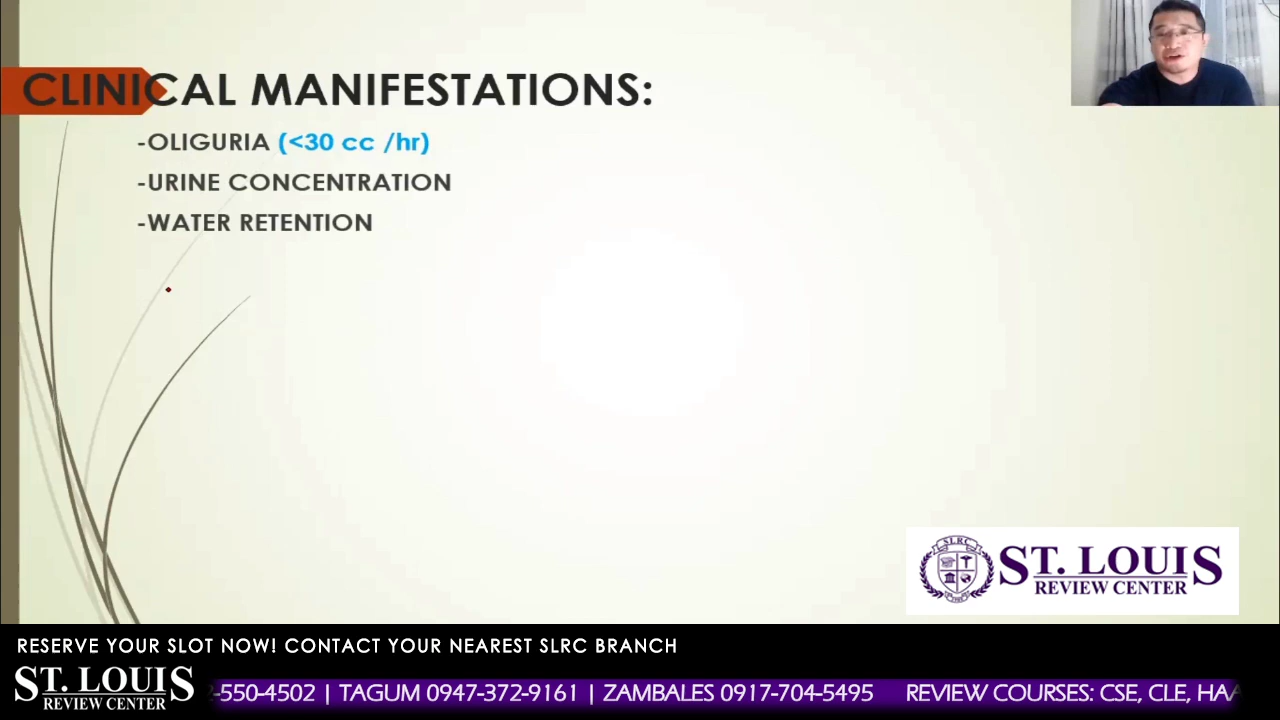 CLINICAL MANIFESTATIONS:
-OLIGURIA (<30 cc /hr)
-URINE CONCENTRATION
-WATER RETENTION
SLRC
ST. LOUIS
REVIEW CENTER
RESERVE YOUR SLOT NOW! CONTACT YOUR NEAREST SLRC BRANCH
ST. LOUIS
REVIEW CENTER
-550-4502 | TAGUM 0947-372-9161 | ZAMBALES 0917-704-5495 REVIEW COURSES: CSE, CLE, HAA